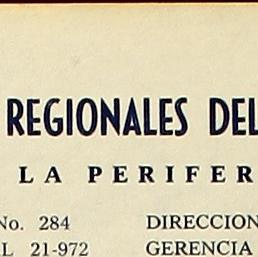 REGIONALES DEL
LA PERIFER
No. 284 DIRECCION
L 21-972 GERENCIA